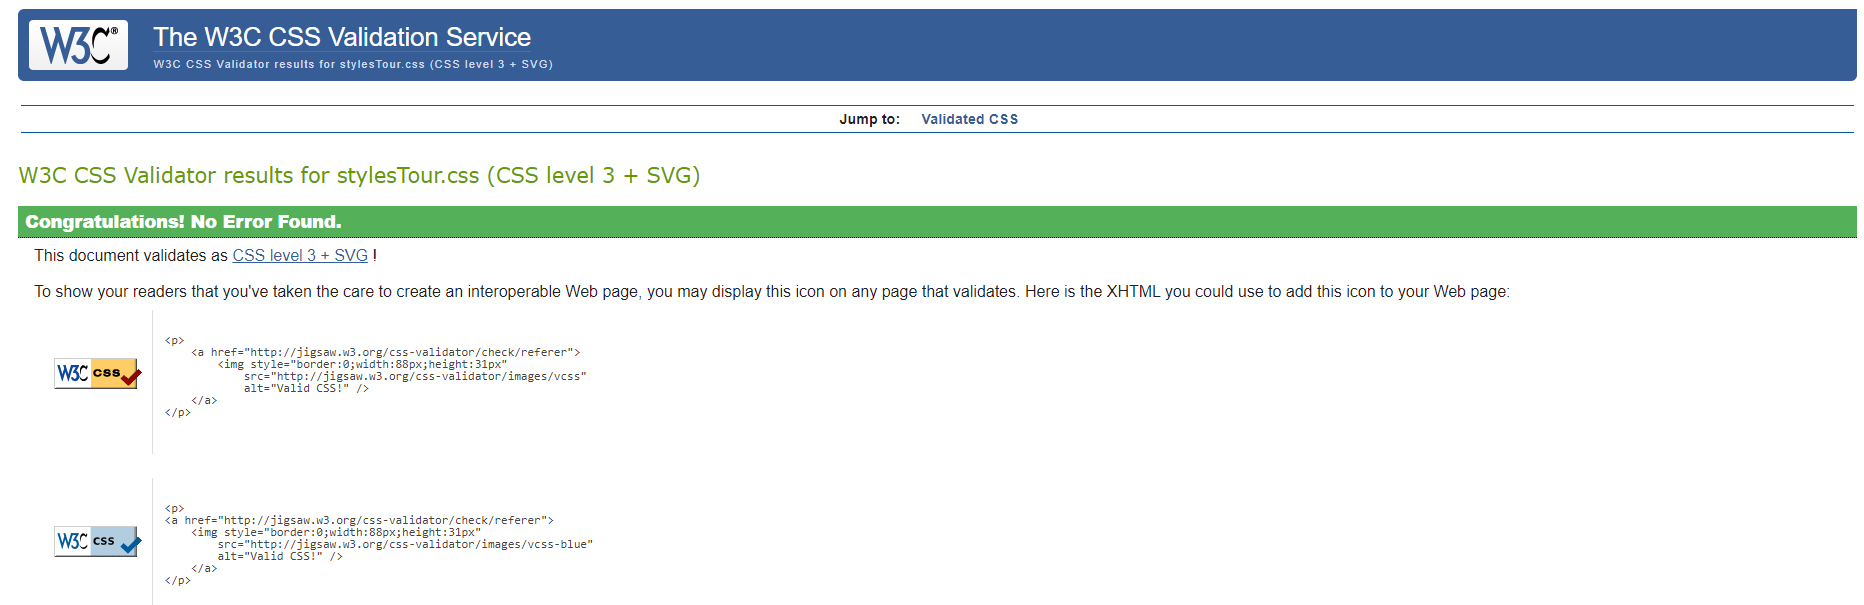 W3C®
The W3C CSS Validation Service
W3C CSS Validator results for stylesTour.css (CSS level 3 + SVG)
Jump to: Validated CSS
W3C CSS Validator results for stylesTour.css (CSS level 3 + SVG)
Congratulations! No Error Found.
This document validates as CSS level 3 + SVG !
To show your readers that you've taken the care to create an interoperable Web page, you may display this icon on any page that validates. Here is the XHTML you could use to add this icon to your Web page:
W3C css
<p>
<a href="http://jigsaw.w3.org/css-validator/check/referer">
<img style="border:0;width:88px;height:31px"
src="http://jigsaw.w3.org/css-validator/images/vcss"
alt="Valid CSS!" />
</a>
</p>
W3C css
<p>
<a href="http://jigsaw.w3.org/css-validator/check/referer">
<img style="border:0;width:88px;height:31px"
src="http://jigsaw.w3.org/css-validator/images/vcss-blue"
alt="Valid CSS!" />
</a>
</p>